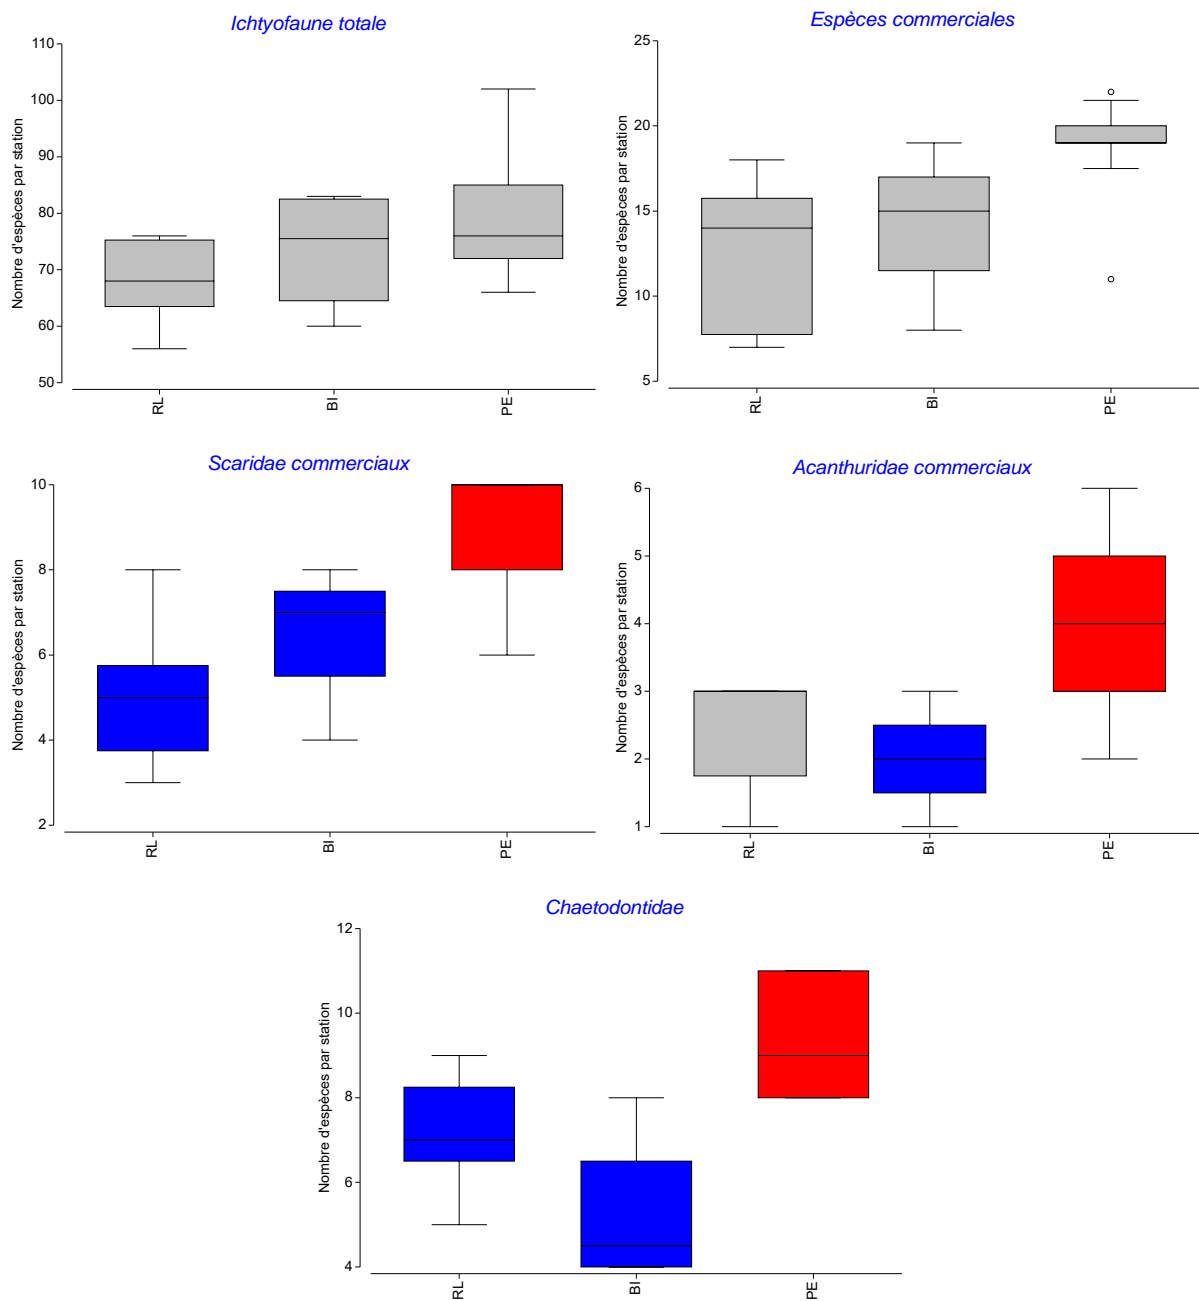 Ichtyofaune totale
Nombre d'espèces par station
110
100
90
80
70
60
50
RL
BI
PE
Espèces commerciales
Nombre d'espèces par station
25
20
15
10
5
RL
BI
PE
Scaridae commerciaux
Nombre d'espèces par station
10
8
6
4
2
RL
BI
PE
Acanthuridae commerciaux
Nombre d'espèces par station
6
5
4
3
2
1
RL
BI
PE
Chaetodontidae
Nombre d'espèces par station
12
10
8
6
4
RL
BI
PE